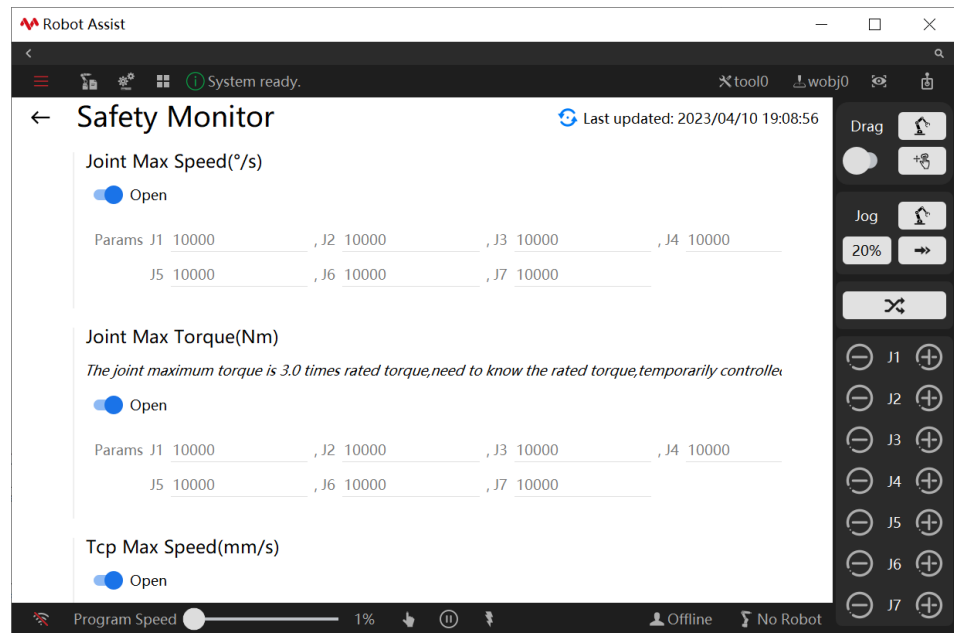 Robot Assist
System ready.
tool0
wobj0
Safety Monitor
Last updated: 2023/04/10 19:08:56
Joint Max Speed(°/s)
Open
Params J1 10000 , J2 10000 , J3 10000 , J4 10000
J5 10000 , J6 10000 , J7 10000
Joint Max Torque(Nm)
The joint maximum torque is 3.0 times rated torque,need to know the rated torque,temporarily controlled
Open
Params J1 10000 , J2 10000 , J3 10000 , J4 10000
J5 10000 , J6 10000 , J7 10000
Tcp Max Speed(mm/s)
Open
Drag
Jog
20%
J1
J2
J3
J4
J5
J6
J7
Program Speed 1%
Offline
No Robot